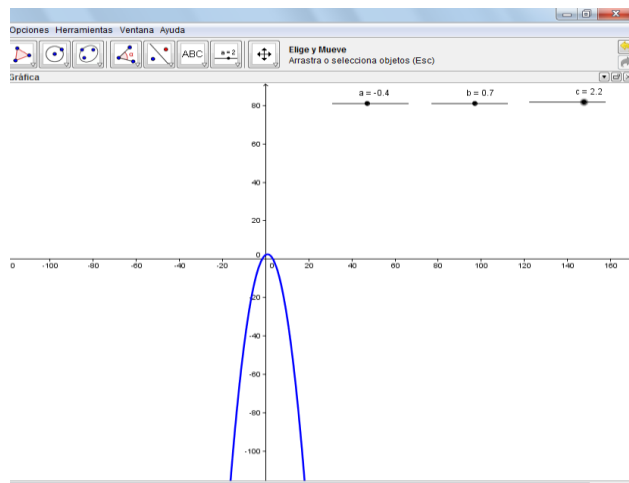 Opciones Herramientas Ventana Ayuda
ABC
a = 2
Elige y Mueve
Arrastra o selecciona objetos (Esc)
Gráfica
a = -0.4
b = 0.7
c = 2.2
80
60
40
20
0
0 -100 -80 -60 -40 -20 0 20 40 60 80 100 120 140 160
-20
-40
-60
-80
-100